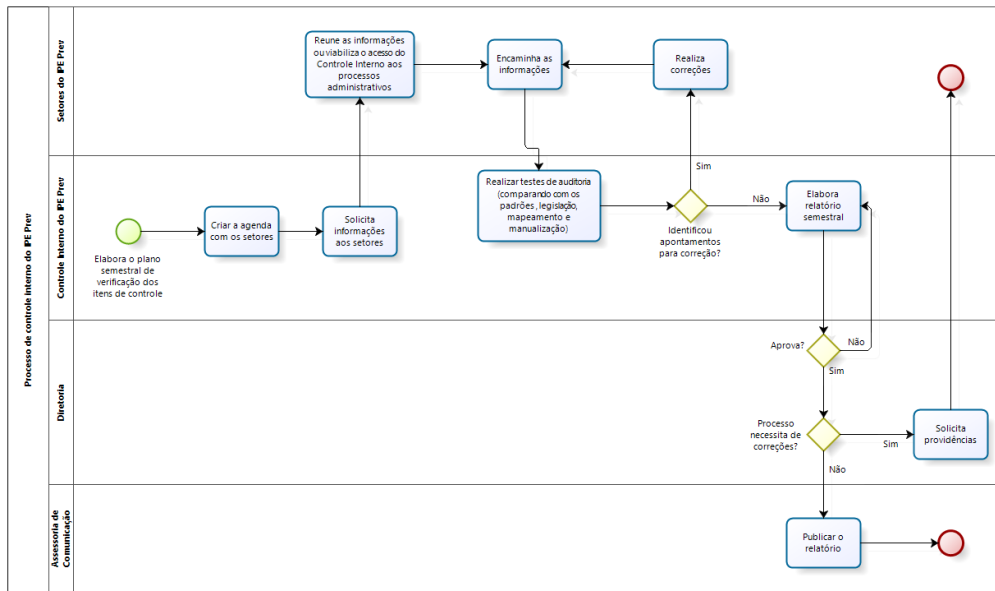 Processo de controle Interno do IPE Prev
Setores do IPE Prev
Reune as informações
ou viabiliza o acesso do
Controle Interno aos
processos
administrativos
Encaminha as
informações
Realiza
correções
Controle Interno do IPE Prev
Elabora o plano
semestral de
verificação dos
itens de controle
Criar a agenda
com os setores
Solicita
informações
aos setores
Realizar testes de auditoria
(comparando com os
padrões, legislação,
mapeamento e
manualização)
Sim
Identificou
apontamentos
para correção?
Não
Elabora
relatório
semestral
Diretoria
Aprova?
Não
Sim
Processo
necessita de
correções?
Sim
Solicita
providências
Não
Assessoria de
Comunicação
Publicar o
relatório